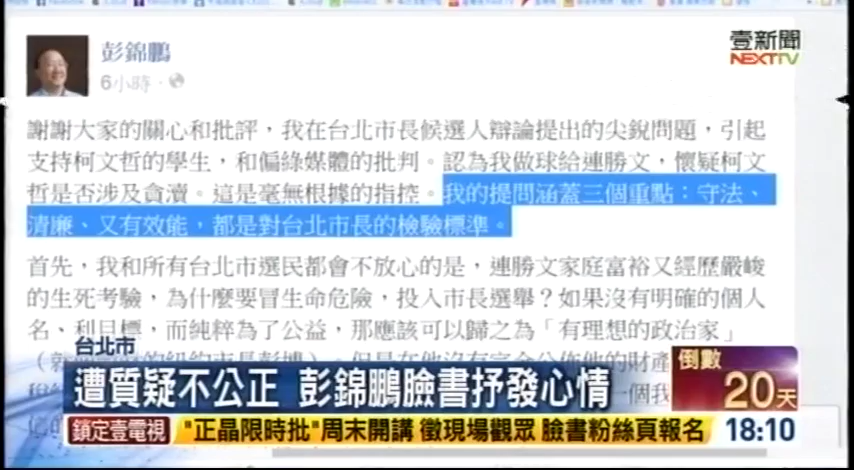 壹新聞
NEXTTV
彭錦鵬
6小時
謝謝大家的關心和批評，我在台北市長候選人辯論提出的尖銳問題，引起
支持柯文哲的學生，和偏綠媒體的批判。認為我做球給連勝文，懷疑柯文
哲是否涉及貪瀆。這是毫無根據的指控。我的提問涵蓋三個重點：守法、
清廉、又有效能，都是對台北市長的檢驗標準。
首先，我和所有台北市選民都會不放心的是，連勝文家庭富裕又經歷嚴峻
的生死考驗，為什麼要冒生命危險，投入市長選舉？如果沒有明確的個人
名、利目標，而純粹為了公益，那應該可以歸之為「有理想的政治家」
台北市
遭質疑不公正 彭錦鵬臉書抒發心情
倒數
20天
鎖定壹電視
"正晶限時批"周末開講 徵現場觀眾 臉書粉絲頁報名
18:10